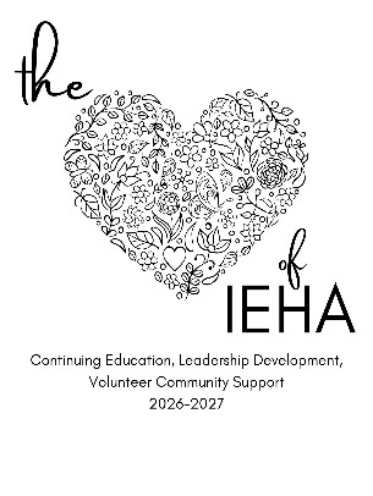 the
of
IEHA
Continuing Education, Leadership Development,
Volunteer Community Support
2026-2027